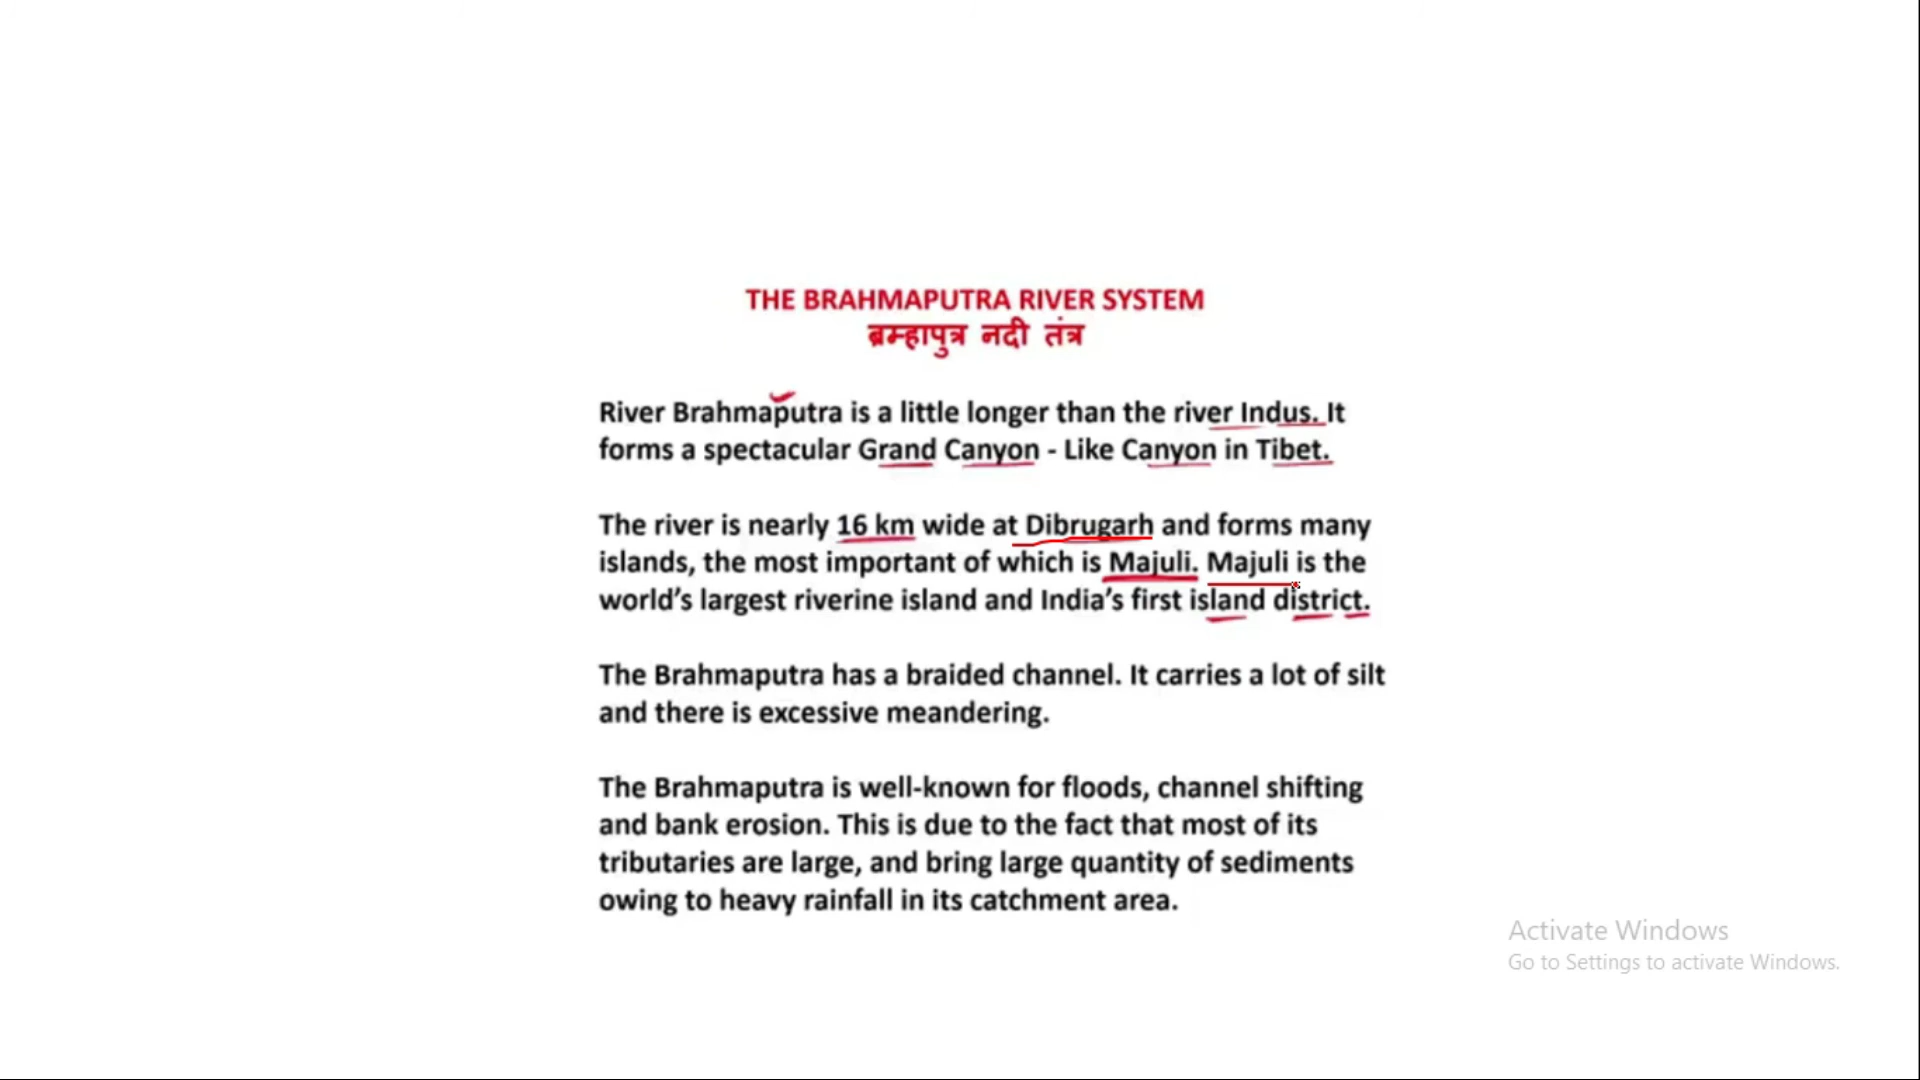 THE BRAHMAPUTRA RIVER SYSTEM
ब्रम्हापुत्र नदी तंत्र
River Brahmaputra is a little longer than the river Indus. It
forms a spectacular Grand Canyon - Like Canyon in Tibet.
The river is nearly 16 km wide at Dibrugarh and forms many
islands, the most important of which is Majuli. Majuli is the
world’s largest riverine island and India’s first island district.
The Brahmaputra has a braided channel. It carries a lot of silt
and there is excessive meandering.
The Brahmaputra is well-known for floods, channel shifting
and bank erosion. This is due to the fact that most of its
tributaries are large, and bring large quantity of sediments
owing to heavy rainfall in its catchment area.
Activate Windows
Go to Settings to activate Windows.